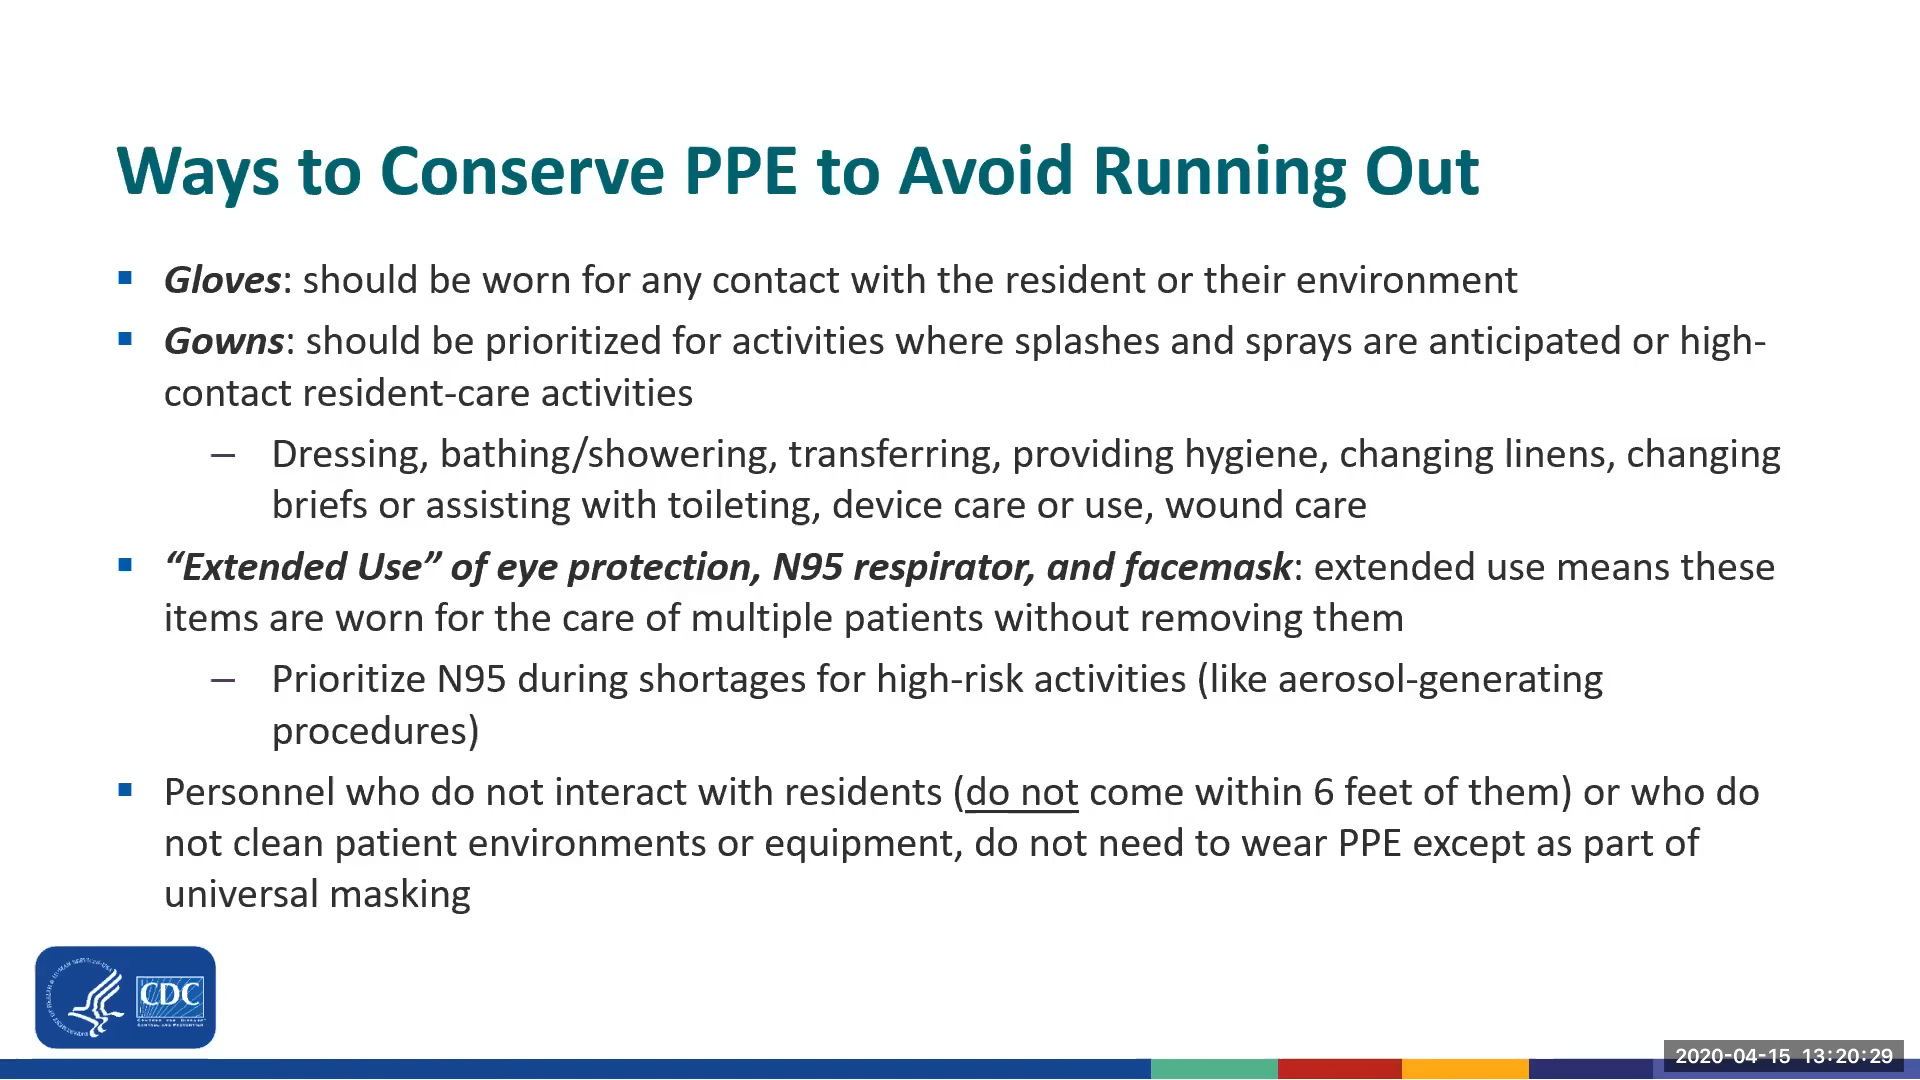 Ways to Conserve PPE to Avoid Running Out
▪ Gloves: should be worn for any contact with the resident or their environment
▪ Gowns: should be prioritized for activities where splashes and sprays are anticipated or high-
contact resident-care activities
– Dressing, bathing/showering, transferring, providing hygiene, changing linens, changing
briefs or assisting with toileting, device care or use, wound care
▪ “Extended Use” of eye protection, N95 respirator, and facemask: extended use means these
items are worn for the care of multiple patients without removing them
– Prioritize N95 during shortages for high-risk activities (like aerosol-generating
procedures)
▪ Personnel who do not interact with residents (do not come within 6 feet of them) or who do
not clean patient environments or equipment, do not need to wear PPE except as part of
universal masking
CDC
2020-04-15 13:20:29